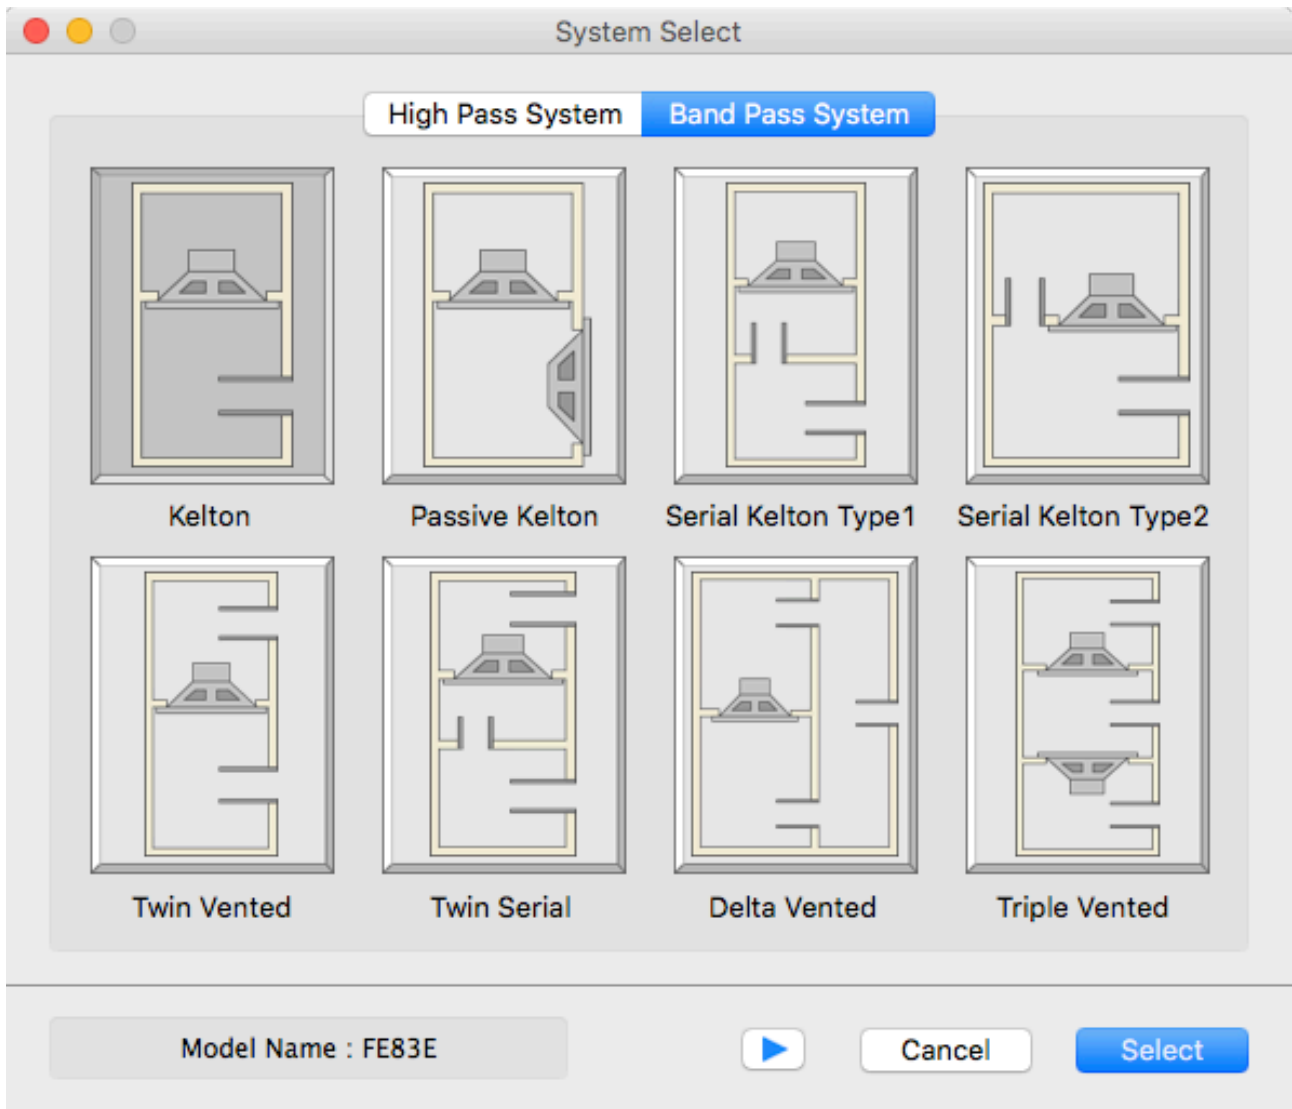 System Select
High Pass System
Band Pass System
Kelton
Passive Kelton
Serial Kelton Type1
Serial Kelton Type2
Twin Vented
Twin Serial
Delta Vented
Triple Vented
Model Name : FE83E
Cancel
Select